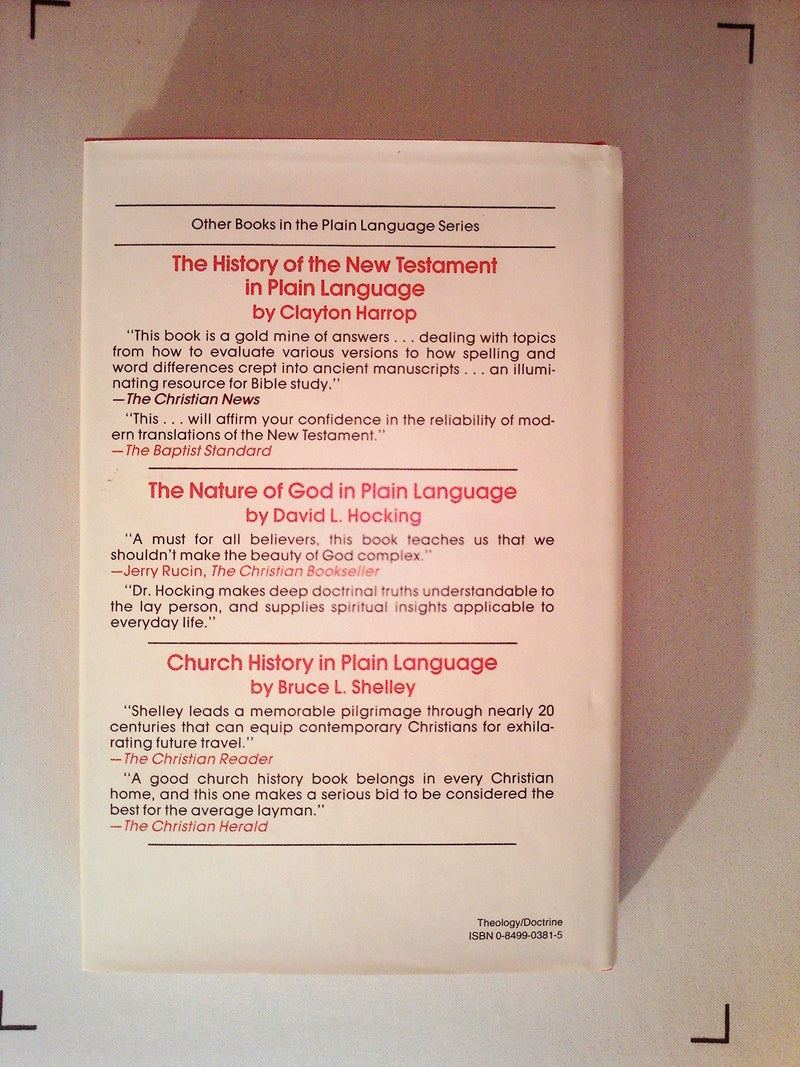 Other Books in the Plain Language Series
The History of the New Testament
in Plain Language
by Clayton Harrop
"This book is a gold mine of answers . . . dealing with topics
from how to evaluate various versions to how spelling and
word differences crept into ancient manuscripts . . . an illumi-
nating resource for Bible study."
—The Christian News
"This . . . will affirm your confidence in the reliability of mod-
ern translations of the New Testament."
—The Baptist Standard
The Nature of God in Plain Language
by David L. Hocking
"A must for all believers, this book teaches us that we
shouldn't make the beauty of God complex."
—Jerry Rucin, The Christian Bookseller
"Dr. Hocking makes deep doctrinal truths understandable to
the lay person, and supplies spiritual insights applicable to
everyday life."
Church History in Plain Language
by Bruce L. Shelley
"Shelley leads a memorable pilgrimage through nearly 20
centuries that can equip contemporary Christians for exhila-
rating future travel."
—The Christian Reader
"A good church history book belongs in every Christian
home, and this one makes a serious bid to be considered the
best for the average layman."
—The Christian Herald
Theology/Doctrine
ISBN 0-8499-0381-5